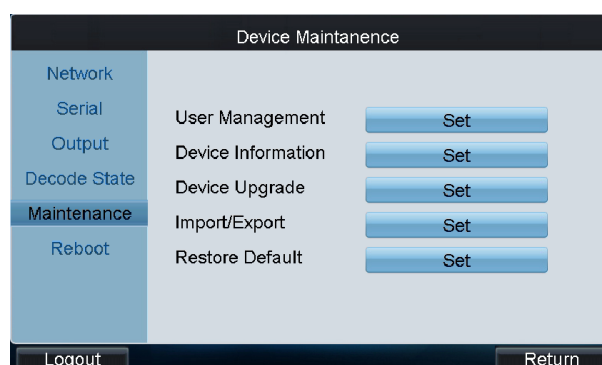 Device Maintanence
Network
Serial
Output
Decode State
Maintenance
Reboot
User Management Set
Device Information Set
Device Upgrade Set
Import/Export Set
Restore Default Set
Logout Return